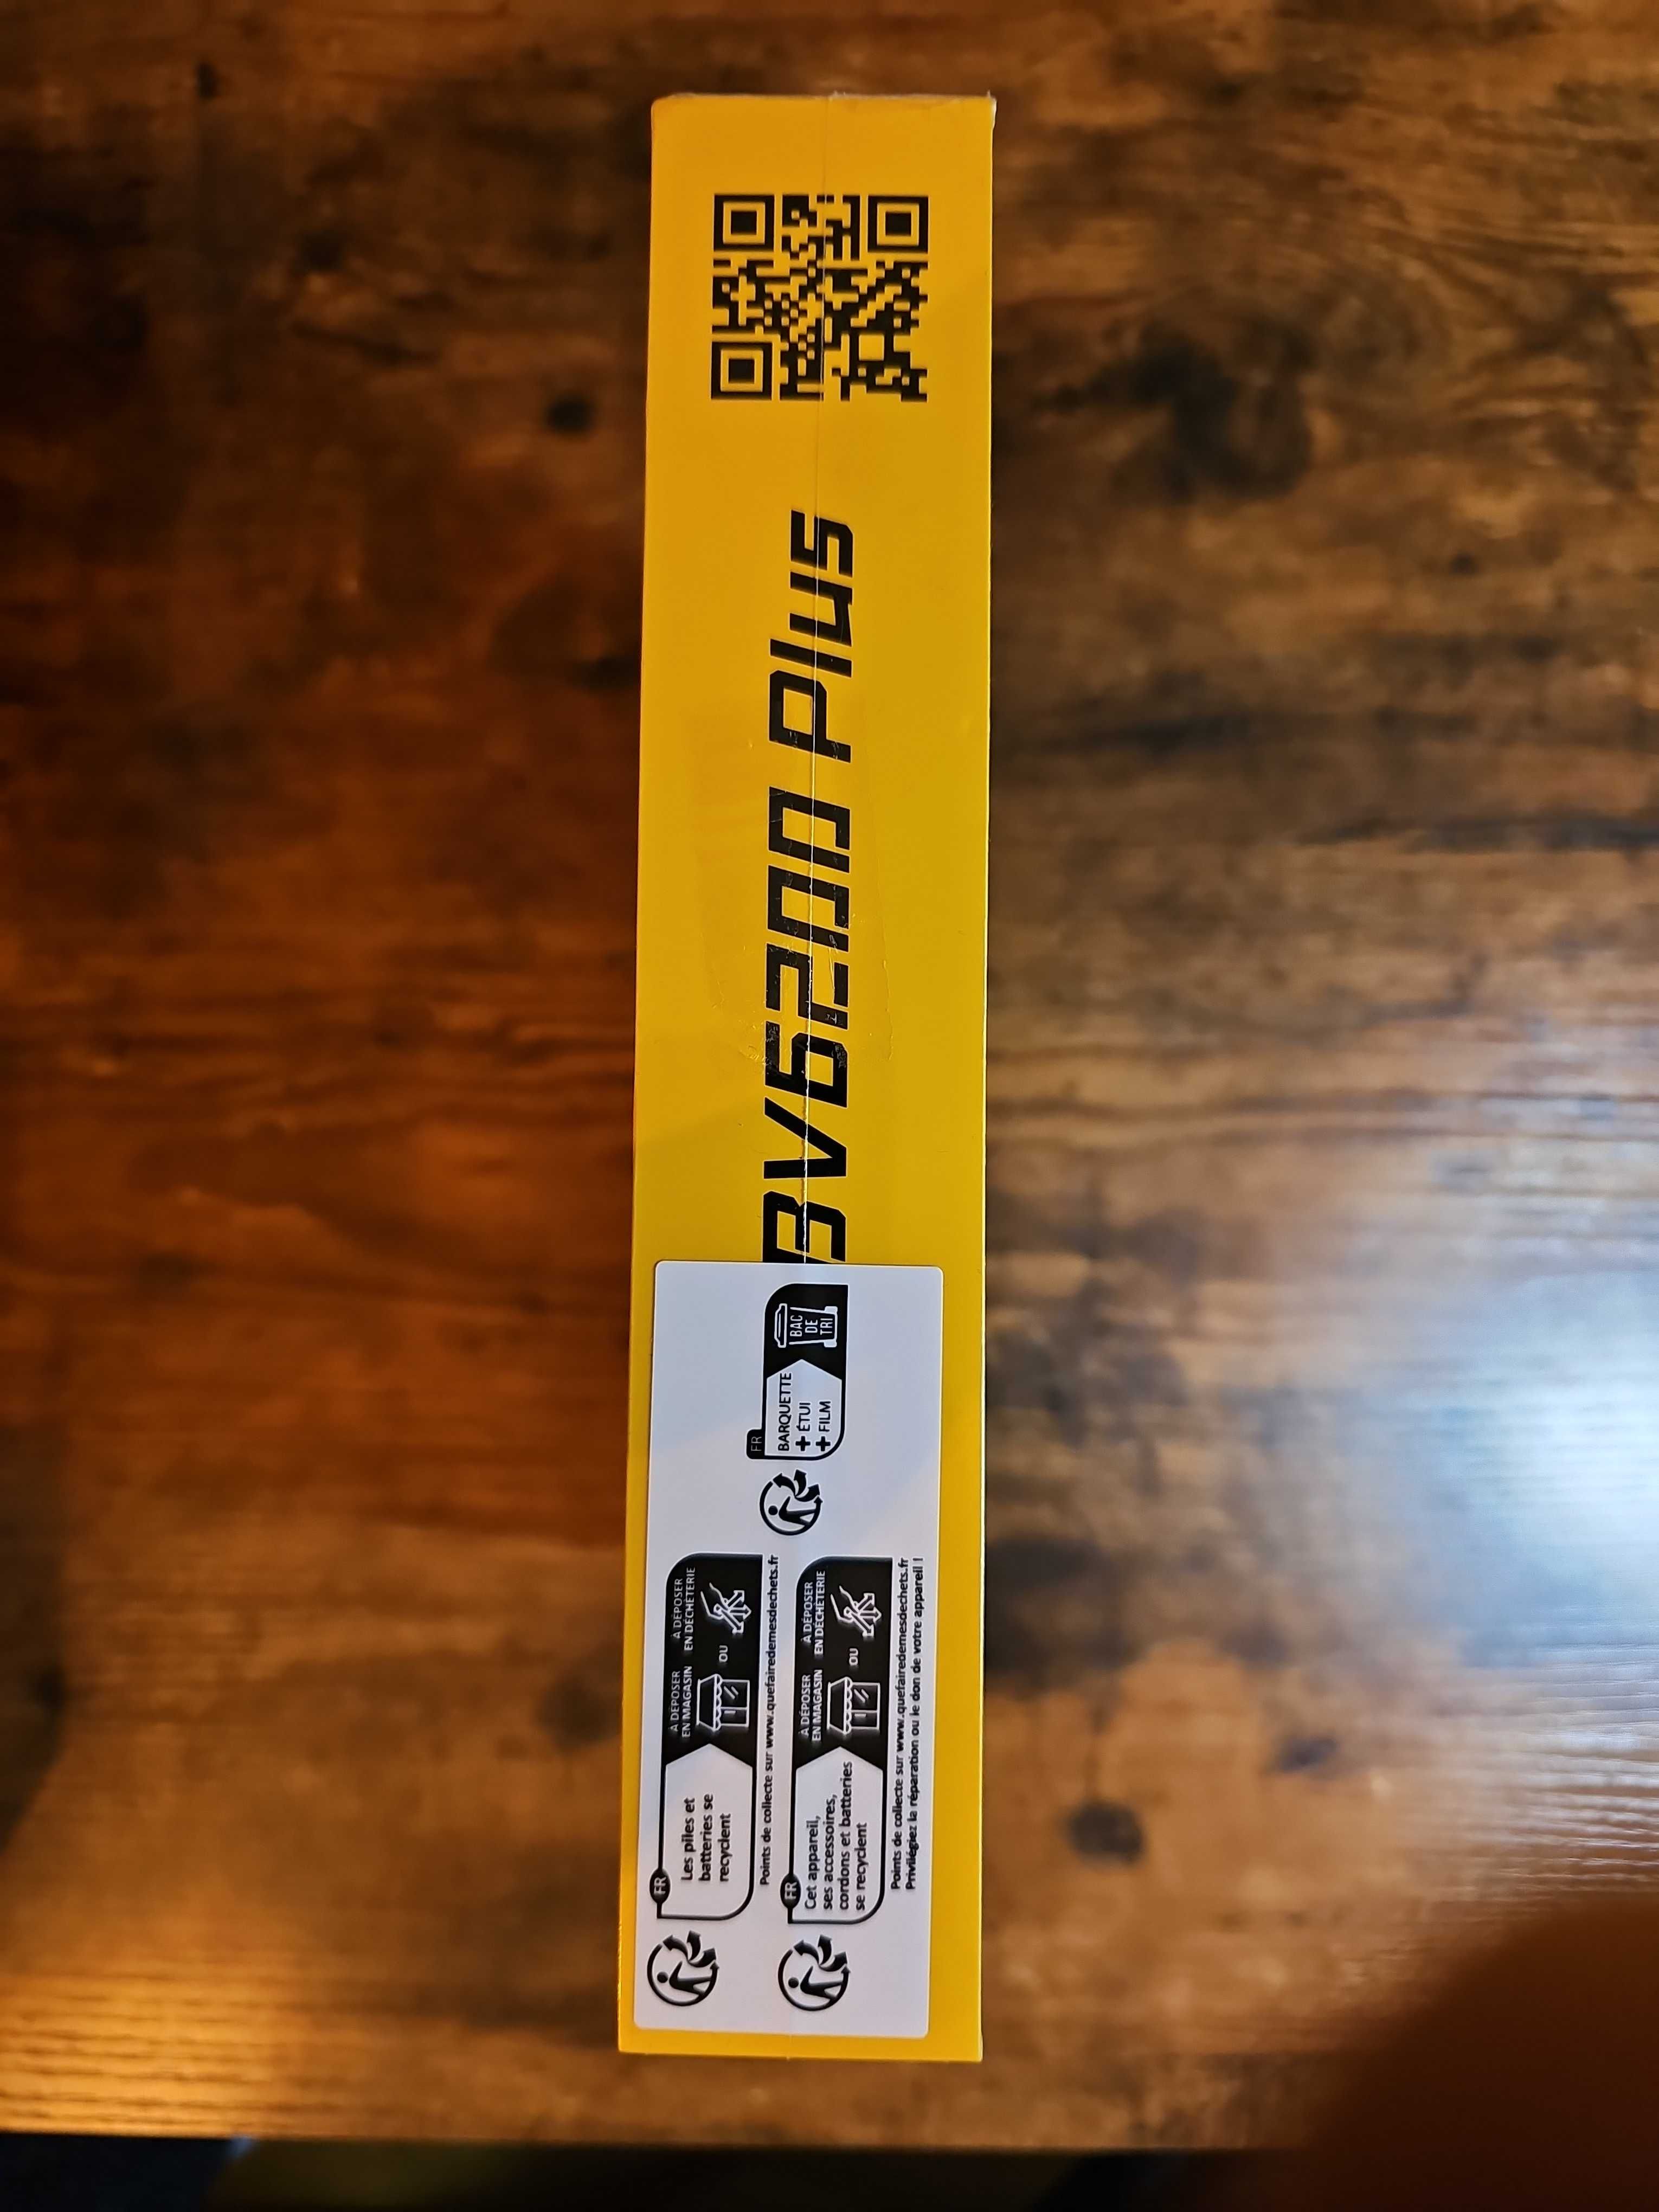 BV6200 Plus
FR
Les piles et
batteries se
recyclent
À DÉPOSER
EN MAGASIN
OU
À DÉPOSER
EN DÉCHÈTERIE
Points de collecte sur www.quefairedemesdechets.fr
FR
Cet appareil,
ses accessoires,
cordons et batteries
se recyclent
À DÉPOSER
EN MAGASIN
OU
À DÉPOSER
EN DÉCHÈTERIE
Points de collecte sur www.quefairedemesdechets.fr
Privilégiez la réparation ou le don de votre appareil !
FR
BARQUETTE
+ ÉTUI
+ FILM
BAC
DE
TRI